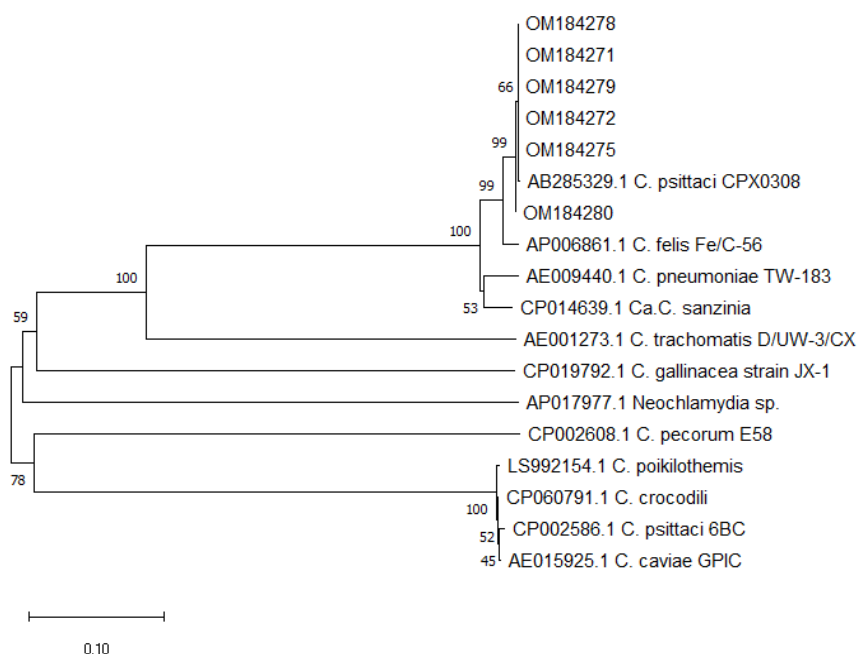 OM184278
OM184271
66
OM184279
OM184272
99
OM184275
99
AB285329.1 C. psittaci CPX0308
OM184280
100
AP006861.1 C. felis Fe/C-56
100
AE009440.1 C. pneumoniae TW-183
53
CP014639.1 Ca.C. sanzinia
59
AE001273.1 C. trachomatis D/UW-3/CX
CP019792.1 C. gallinacea strain JX-1
AP017977.1 Neochlamydia sp.
CP002608.1 C. pecorum E58
78
LS992154.1 C. poikilothemis
CP060791.1 C. crocodili
100
CP002586.1 C. psittaci 6BC
52
45
AE015925.1 C. caviae GPIC
0.10